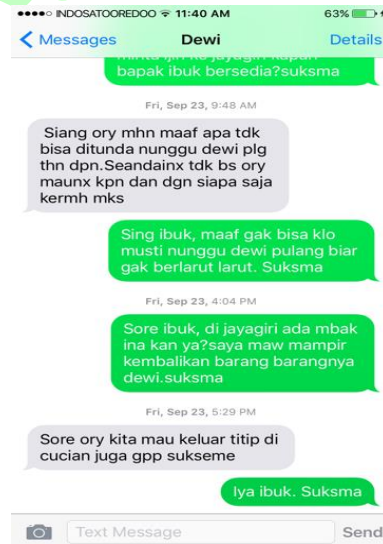 INDOSATOOREDOO 11:40 AM 63%
Messages Dewi Details
minta ijin ke jayagiri kapan
bapak ibuk bersedia?suksma
Fri, Sep 23, 9:48 AM
Siang ory mhn maaf apa tdk
bisa ditunda nunggu dewi plg
thn dpn.Seandainx tdk bs ory
maunx kpn dan dgn siapa saja
kermh mks
Sing ibuk, maaf gak bisa klo
musti nunggu dewi pulang biar
gak berlarut larut. Suksma
Fri, Sep 23, 4:04 PM
Sore ibuk, di jayagiri ada mbak
ina kan ya?saya maw mampir
kembalikan barang barangnya
dewi.suksma
Fri, Sep 23, 5:29 PM
Sore ory kita mau keluar titip di
cucian juga gpp sukseme
Iya ibuk. Suksma
Text Message Send